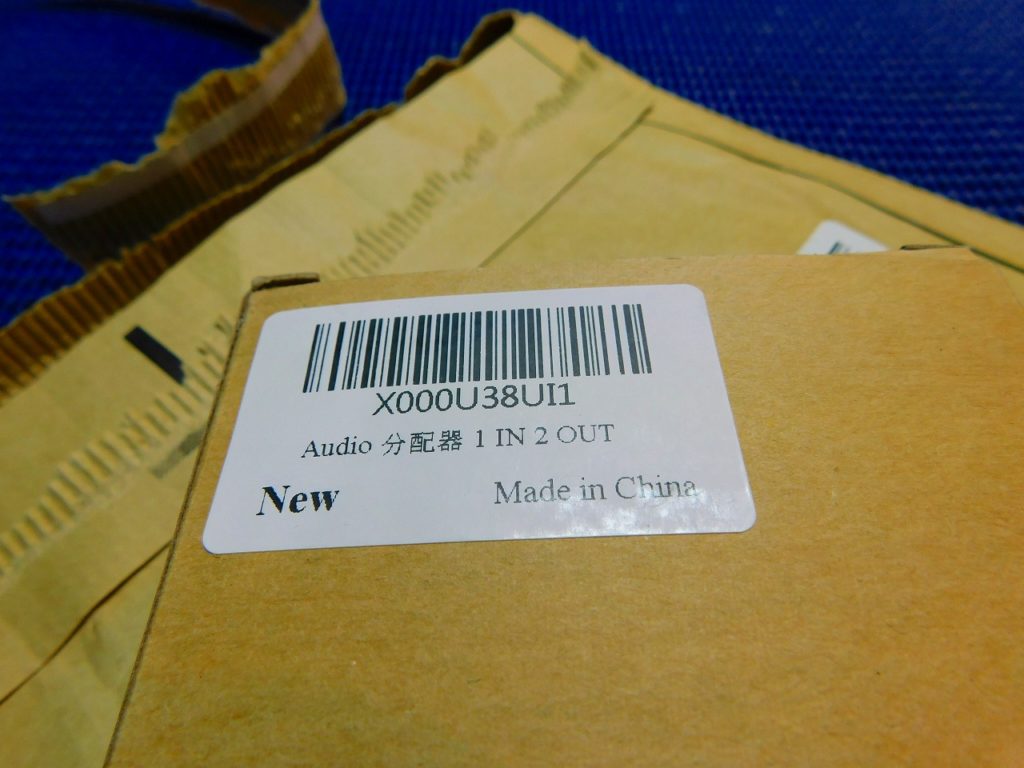 X000U38UI1
Audio 分配器 1 IN 2 OUT
New
Made in China